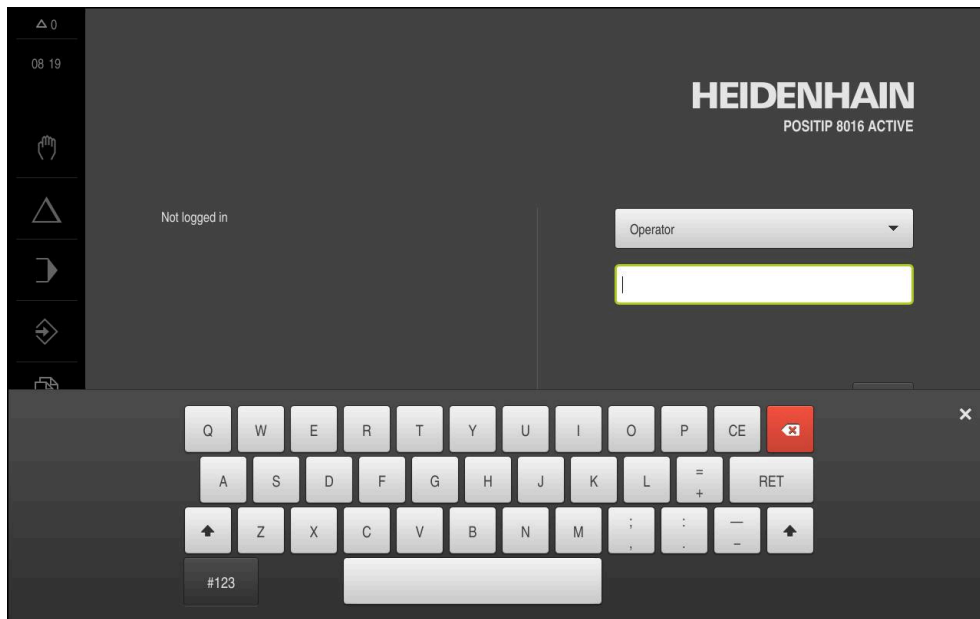 0
08 19
HEIDENHAIN
POSITIP 8016 ACTIVE
Not logged in
Operator
Q W E R T Y U I O P CE
A S D F G H J K L = + RET
Z X C V B N M ; , : . — –
#123